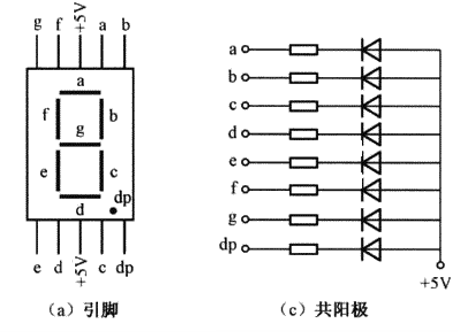 g f +5V a b
a
f b
g
e c
dp
d
e d +5V c dp
(a) 引脚
a
b
c
d
e
f
g
dp
+5V
(c) 共阳极